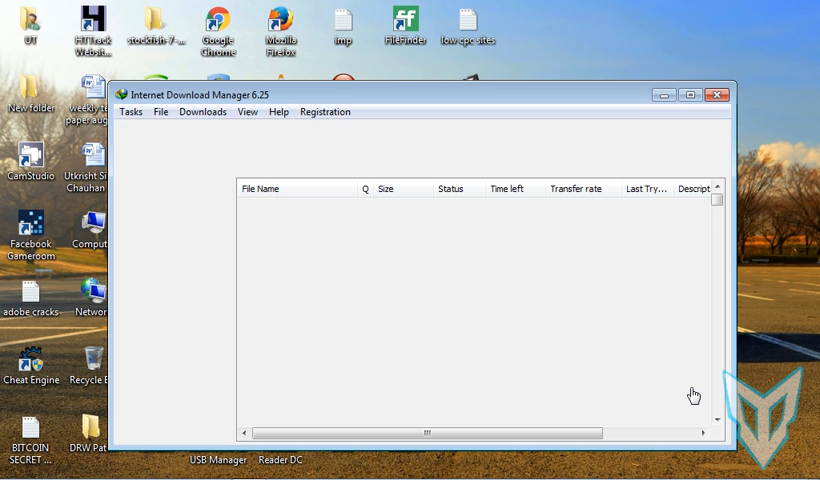 UT
HTTrack
Websit...
stockfish-7-...
Google
Chrome
Mozilla
Firefox
imp
FileFinder
low cpc sites
New folder
weekly te
paper aug
Internet Download Manager 6.25
Tasks File Downloads View Help Registration
CamStudio
Utkrisht Si
Chauhan
File Name Q Size Status Time left Transfer rate Last Try... Descript
Facebook
Gameroom
Comput
adobe cracks
Networ
Cheat Engine
Recycle B
BITCOIN
SECRET ...
DRW Pat
USB Manager
Reader DC